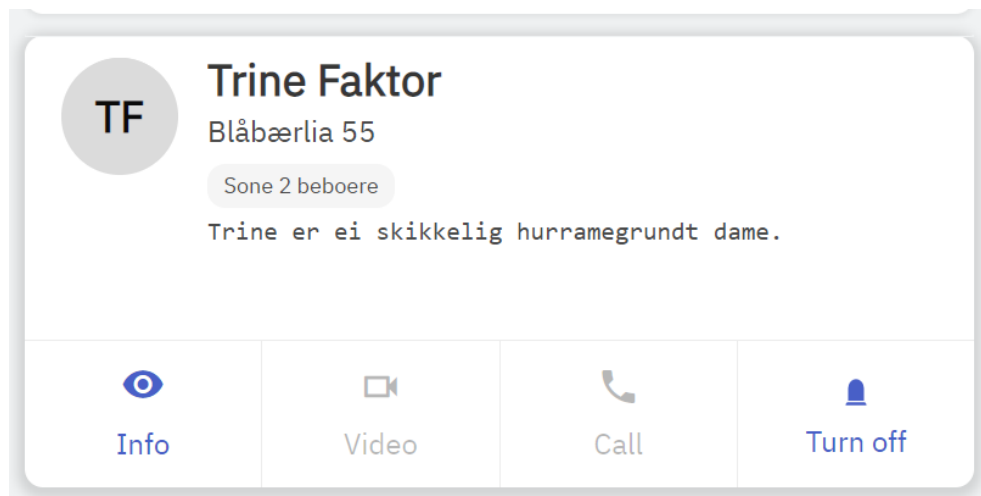 TF
Trine Faktor
Blåbærlia 55
Sone 2 beboere
Trine er ei skikkelig hurramegrundt dame.
Info
Video
Call
Turn off